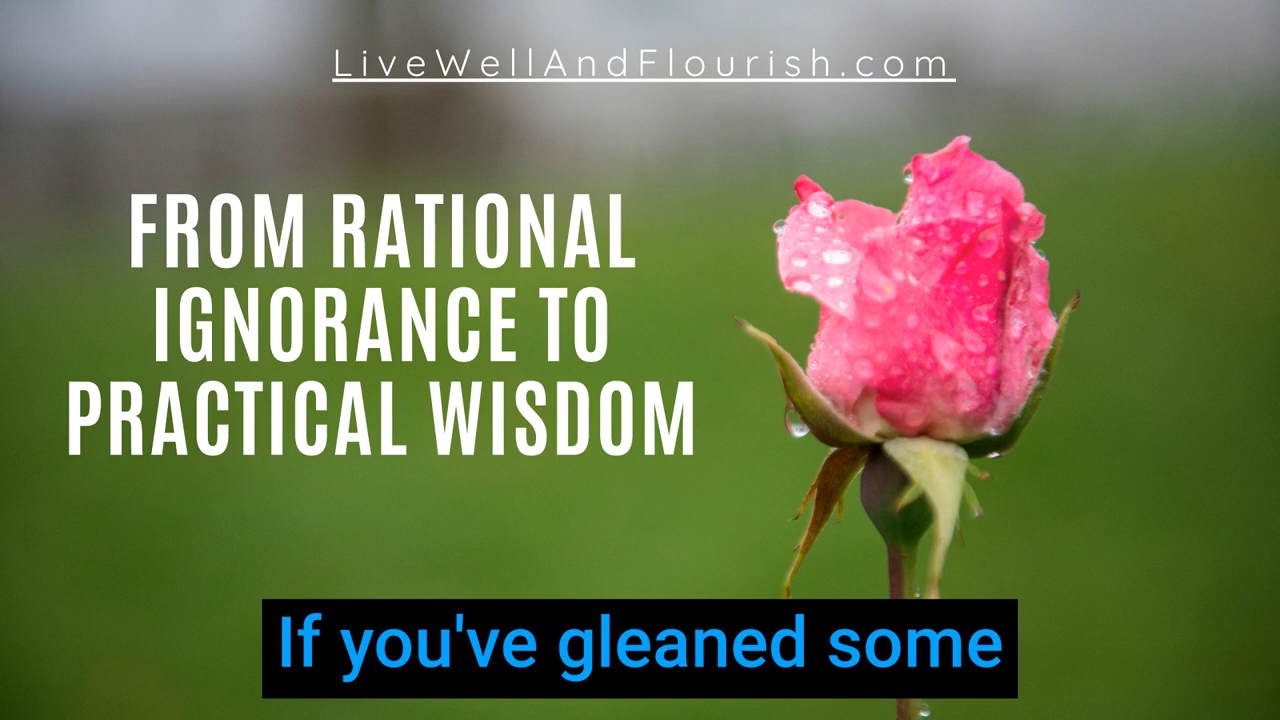 LiveWellAndFlourish.com
FROM RATIONAL
IGNORANCE TO
PRACTICAL WISDOM
If you've gleaned some